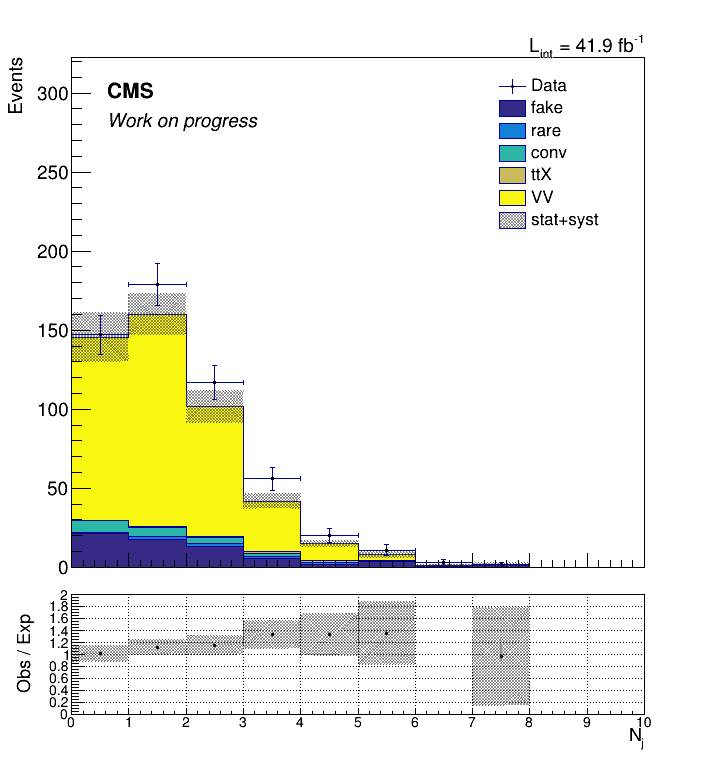 L_int = 41.9 fb^-1
Events
CMS
Work on progress
Data
fake
rare
conv
ttX
VV
stat+syst
300
250
200
150
100
50
0
Obs / Exp
2
1.8
1.6
1.4
1.2
1
0.8
0.6
0.4
0.2
0
0 1 2 3 4 5 6 7 8 9 10
N_j